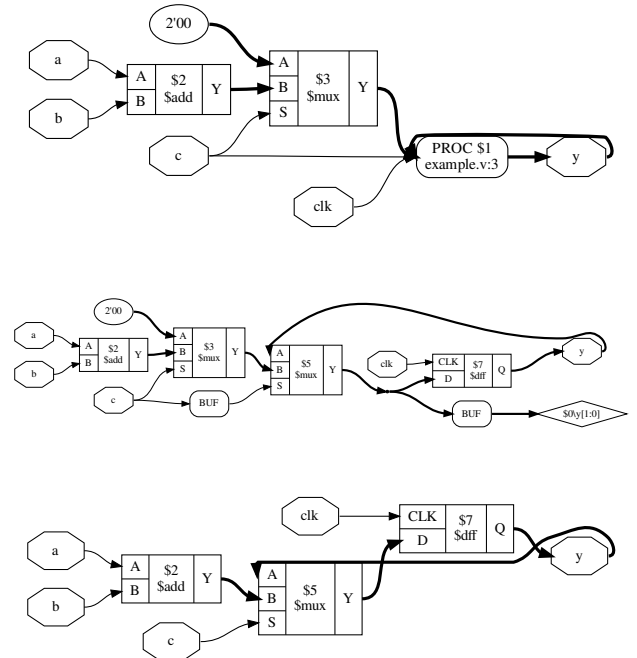 2'00
a
A
B
$2
$add
Y
A
B
S
$3
$mux
Y
b
c
PROC $1
example.v:3
y
clk
2'00
a
A
B
$2
$add
Y
A
B
S
$3
$mux
Y
b
c
BUF
A
B
S
$5
$mux
Y
clk
CLK
D
$7
$dff
Q
y
BUF
$0\y[1:0]
clk
CLK
D
$7
$dff
Q
a
A
B
$2
$add
Y
A
B
S
$5
$mux
Y
y
b
c